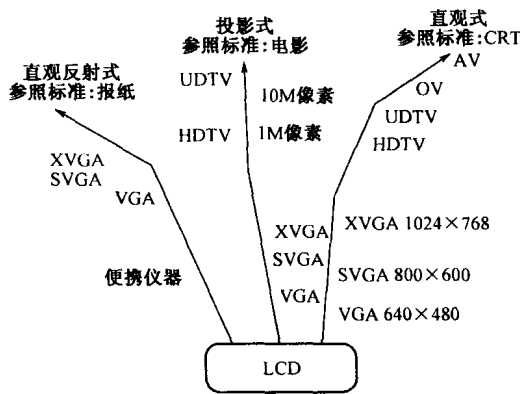 直观反射式
参照标准:报纸
XVGA
SVGA
VGA
便携仪器
投影式
参照标准:电影
UDTV
10M像素
HDTV
1M像素
直观式
参照标准:CRT
AV
OV
UDTV
HDTV
XVGA
XVGA 1024×768
SVGA
SVGA 800×600
VGA
VGA 640×480
LCD